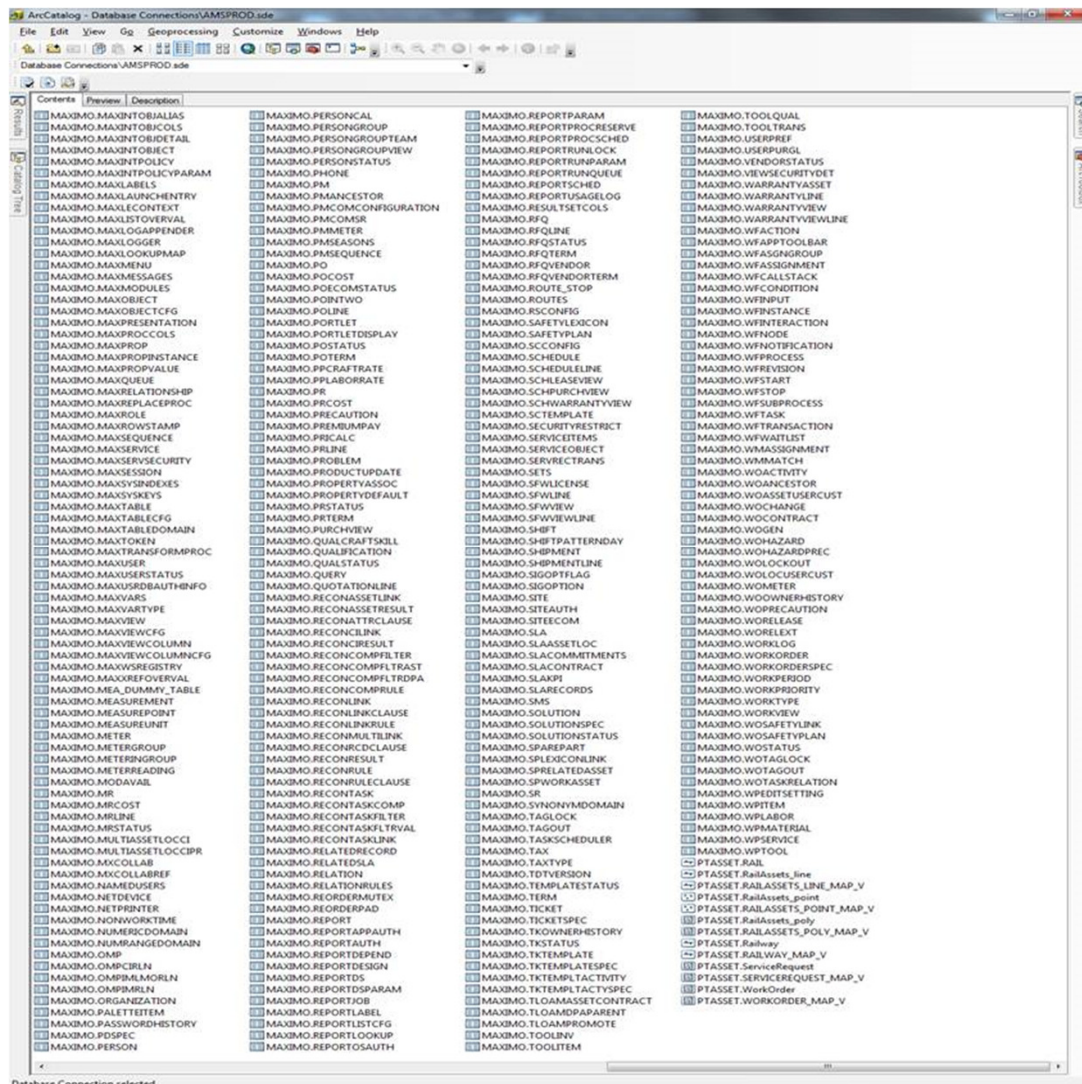 ArcCatalog - Database Connections\AMSPROD.sde
File Edit View Go Geoprocessing Customize Windows Help
Database Connections\AMSPROD.sde
Contents Preview Description
Results
Catalog Tree
MAXIMO.MAXINTOBJALIAS
MAXIMO.MAXINTOBJCOLS
MAXIMO.MAXINTOBJDETAIL
MAXIMO.MAXINTOBJECT
MAXIMO.MAXINTPOLICY
MAXIMO.MAXINTPOLICYPARAM
MAXIMO.MAXLABELS
MAXIMO.MAXLAUNCHENTRY
MAXIMO.MAXLECONTEXT
MAXIMO.MAXLISTOVERVAL
MAXIMO.MAXLOGAPPENDER
MAXIMO.MAXLOGGER
MAXIMO.MAXLOOKUPMAP
MAXIMO.MAXMENU
MAXIMO.MAXMESSAGES
MAXIMO.MAXMODULES
MAXIMO.MAXOBJECT
MAXIMO.MAXOBJECTCFG
MAXIMO.MAXPRESENTATION
MAXIMO.MAXPROCCOLS
MAXIMO.MAXPROP
MAXIMO.MAXPROPINSTANCE
MAXIMO.MAXPROPVALUE
MAXIMO.MAXQUEUE
MAXIMO.MAXRELATIONSHIP
MAXIMO.MAXREPLACEPROC
MAXIMO.MAXROLE
MAXIMO.MAXROWSTAMP
MAXIMO.MAXSEQUENCE
MAXIMO.MAXSERVICE
MAXIMO.MAXSERVSECURITY
MAXIMO.MAXSESSION
MAXIMO.MAXSYSINDEXES
MAXIMO.MAXSYSKEYS
MAXIMO.MAXTABLE
MAXIMO.MAXTABLECFG
MAXIMO.MAXTABLEDOMAIN
MAXIMO.MAXTOKEN
MAXIMO.MAXTRANSFORMPROC
MAXIMO.MAXUSER
MAXIMO.MAXUSERSTATUS
MAXIMO.MAXUSRDBAUTHINFO
MAXIMO.MAXVARS
MAXIMO.MAXVARTYPE
MAXIMO.MAXVIEW
MAXIMO.MAXVIEWCFG
MAXIMO.MAXVIEWCOLUMN
MAXIMO.MAXVIEWCOLUMNCFG
MAXIMO.MAXWSREGISTRY
MAXIMO.MAXXREFOVERVAL
MAXIMO.MEA_DUMMY_TABLE
MAXIMO.MEASUREMENT
MAXIMO.MEASUREPOINT
MAXIMO.MEASUREUNIT
MAXIMO.METER
MAXIMO.METERGROUP
MAXIMO.METERINGROUP
MAXIMO.METERREADING
MAXIMO.MODAVAIL
MAXIMO.MR
MAXIMO.MRCOST
MAXIMO.MRLINE
MAXIMO.MRSTATUS
MAXIMO.MULTIASSETLOCCI
MAXIMO.MULTIASSETLOCCIPR
MAXIMO.MXCOLLAB
MAXIMO.MXCOLLABREF
MAXIMO.NAMEDUSERS
MAXIMO.NETDEVICE
MAXIMO.NETPRINTER
MAXIMO.NONWORKTIME
MAXIMO.NUMERICDOMAIN
MAXIMO.NUMRANGEDOMAIN
MAXIMO.OMP
MAXIMO.OMPCIRLN
MAXIMO.OMPIMLMORLN
MAXIMO.OMPIMRLN
MAXIMO.ORGANIZATION
MAXIMO.PALETTEITEM
MAXIMO.PASSWORDHISTORY
MAXIMO.PDSPEC
MAXIMO.PERSON
MAXIMO.PERSONCAL
MAXIMO.PERSONGROUP
MAXIMO.PERSONGROUPTEAM
MAXIMO.PERSONGROUPVIEW
MAXIMO.PERSONSTATUS
MAXIMO.PHONE
MAXIMO.PM
MAXIMO.PMANCESTOR
MAXIMO.PMCOMCONFIGURATION
MAXIMO.PMCOMSR
MAXIMO.PMMETER
MAXIMO.PMSEASONS
MAXIMO.PMSEQUENCE
MAXIMO.PO
MAXIMO.POCOST
MAXIMO.POECOMSTATUS
MAXIMO.POINTWO
MAXIMO.POLINE
MAXIMO.PORTLET
MAXIMO.PORTLETDISPLAY
MAXIMO.POSTATUS
MAXIMO.POTERM
MAXIMO.PPCRAFTRATE
MAXIMO.PPLABORRATE
MAXIMO.PR
MAXIMO.PRCOST
MAXIMO.PRECAUTION
MAXIMO.PREMIUMPAY
MAXIMO.PRICALC
MAXIMO.PRLINE
MAXIMO.PROBLEM
MAXIMO.PRODUCTUPDATE
MAXIMO.PROPERTYASSOC
MAXIMO.PROPERTYDEFAULT
MAXIMO.PRSTATUS
MAXIMO.PRTERM
MAXIMO.PURCHVIEW
MAXIMO.QUALCRAFTSKILL
MAXIMO.QUALIFICATION
MAXIMO.QUALSTATUS
MAXIMO.QUERY
MAXIMO.QUOTATIONLINE
MAXIMO.RECONASSETLINK
MAXIMO.RECONASSETRESULT
MAXIMO.RECONATTRCLAUSE
MAXIMO.RECONCILINK
MAXIMO.RECONCIRESULT
MAXIMO.RECONCOMPFILTER
MAXIMO.RECONCOMPFLTRAST
MAXIMO.RECONCOMPFLTRDPA
MAXIMO.RECONCOMPRULE
MAXIMO.RECONLINK
MAXIMO.RECONLINKCLAUSE
MAXIMO.RECONLINKRULE
MAXIMO.RECONMULTILINK
MAXIMO.RECONRCDCLAUSE
MAXIMO.RECONRESULT
MAXIMO.RECONRULE
MAXIMO.RECONRULECLAUSE
MAXIMO.RECONTASK
MAXIMO.RECONTASKCOMP
MAXIMO.RECONTASKFILTER
MAXIMO.RECONTASKFLTRVAL
MAXIMO.RECONTASKLINK
MAXIMO.RELATEDRECORD
MAXIMO.RELATEDSLA
MAXIMO.RELATION
MAXIMO.RELATIONRULES
MAXIMO.REORDERMUTEX
MAXIMO.REORDERPAD
MAXIMO.REPORT
MAXIMO.REPORTAPPAUTH
MAXIMO.REPORTAUTH
MAXIMO.REPORTDEPEND
MAXIMO.REPORTDESIGN
MAXIMO.REPORTDS
MAXIMO.REPORTDSPARAM
MAXIMO.REPORTJOB
MAXIMO.REPORTLABEL
MAXIMO.REPORTLISTCFG
MAXIMO.REPORTLOOKUP
MAXIMO.REPORTOSAUTH
MAXIMO.REPORTPARAM
MAXIMO.REPORTPROCRESERVE
MAXIMO.REPORTPROCSCHED
MAXIMO.REPORTRUNLOCK
MAXIMO.REPORTRUNPARAM
MAXIMO.REPORTRUNQUEUE
MAXIMO.REPORTSCHED
MAXIMO.REPORTUSAGELOG
MAXIMO.RESULTSETCOLS
MAXIMO.RFQ
MAXIMO.RFQLINE
MAXIMO.RFQSTATUS
MAXIMO.RFQTERM
MAXIMO.RFQVENDOR
MAXIMO.RFQVENDORTERM
MAXIMO.ROUTE_STOP
MAXIMO.ROUTES
MAXIMO.RSCONFIG
MAXIMO.SAFETYLEXICON
MAXIMO.SAFETYPLAN
MAXIMO.SCCONFIG
MAXIMO.SCHEDULE
MAXIMO.SCHEDULELINE
MAXIMO.SCHLEASEVIEW
MAXIMO.SCHPURCHVIEW
MAXIMO.SCHWARRANTYVIEW
MAXIMO.SCTEMPLATE
MAXIMO.SECURITYRESTRICT
MAXIMO.SERVICEITEMS
MAXIMO.SERVICEOBJECT
MAXIMO.SERVRECTRANS
MAXIMO.SETS
MAXIMO.SFWLICENSE
MAXIMO.SFWLINE
MAXIMO.SFWVIEW
MAXIMO.SFWVIEWLINE
MAXIMO.SHIFT
MAXIMO.SHIFTPATTERNDAY
MAXIMO.SHIPMENT
MAXIMO.SHIPMENTLINE
MAXIMO.SIGOPTFLAG
MAXIMO.SIGOPTION
MAXIMO.SITE
MAXIMO.SITEAUTH
MAXIMO.SITEECOM
MAXIMO.SLA
MAXIMO.SLAASSETLOC
MAXIMO.SLACOMMITMENTS
MAXIMO.SLACONTRACT
MAXIMO.SLAKPI
MAXIMO.SLARECORDS
MAXIMO.SMS
MAXIMO.SOLUTION
MAXIMO.SOLUTIONSPEC
MAXIMO.SOLUTIONSTATUS
MAXIMO.SPAREPART
MAXIMO.SPLEXICONLINK
MAXIMO.SPRELATEDASSET
MAXIMO.SPWORKASSET
MAXIMO.SR
MAXIMO.SYNONYMDOMAIN
MAXIMO.TAGLOCK
MAXIMO.TAGOUT
MAXIMO.TASKSCHEDULER
MAXIMO.TAX
MAXIMO.TAXTYPE
MAXIMO.TDTVERSION
MAXIMO.TEMPLATESTATUS
MAXIMO.TERM
MAXIMO.TICKET
MAXIMO.TICKETSPEC
MAXIMO.TKOWNERHISTORY
MAXIMO.TKSTATUS
MAXIMO.TKTEMPLATE
MAXIMO.TKTEMPLATESPEC
MAXIMO.TKTEMPLTACTIVITY
MAXIMO.TKTEMPLTACTYSPEC
MAXIMO.TLOAMASSETCONTRACT
MAXIMO.TLOAMDPAPARENT
MAXIMO.TLOAMPROMOTE
MAXIMO.TOOLINV
MAXIMO.TOOLITEM
MAXIMO.TOOLQUAL
MAXIMO.TOOLTRANS
MAXIMO.USERPREF
MAXIMO.USERPURGL
MAXIMO.VENDORSTATUS
MAXIMO.VIEWSECURITYDET
MAXIMO.WARRANTYASSET
MAXIMO.WARRANTYLINE
MAXIMO.WARRANTYVIEW
MAXIMO.WARRANTYVIEWLINE
MAXIMO.WFACTION
MAXIMO.WFAPPTOOLBAR
MAXIMO.WFASGNGROUP
MAXIMO.WFASSIGNMENT
MAXIMO.WFCALLSTACK
MAXIMO.WFCONDITION
MAXIMO.WFINPUT
MAXIMO.WFINSTANCE
MAXIMO.WFINTERACTION
MAXIMO.WFNODE
MAXIMO.WFNOTIFICATION
MAXIMO.WFPROCESS
MAXIMO.WFREVISION
MAXIMO.WFSTART
MAXIMO.WFSTOP
MAXIMO.WFSUBPROCESS
MAXIMO.WFTASK
MAXIMO.WFTRANSACTION
MAXIMO.WFWAITLIST
MAXIMO.WMASSIGNMENT
MAXIMO.WMMATCH
MAXIMO.WOACTIVITY
MAXIMO.WOANCESTOR
MAXIMO.WOASSETUSERCUST
MAXIMO.WOCHANGE
MAXIMO.WOCONTRACT
MAXIMO.WOGEN
MAXIMO.WOHAZARD
MAXIMO.WOHAZARDPREC
MAXIMO.WOLOCKOUT
MAXIMO.WOLOCUSERCUST
MAXIMO.WOMETER
MAXIMO.WOOWNERHISTORY
MAXIMO.WOPRECAUTION
MAXIMO.WORELEASE
MAXIMO.WORELEXT
MAXIMO.WORKLOG
MAXIMO.WORKORDER
MAXIMO.WORKORDERSPEC
MAXIMO.WORKPERIOD
MAXIMO.WORKPRIORITY
MAXIMO.WORKTYPE
MAXIMO.WORKVIEW
MAXIMO.WOSAFETYLINK
MAXIMO.WOSAFETYPLAN
MAXIMO.WOSTATUS
MAXIMO.WOTAGLOCK
MAXIMO.WOTAGOUT
MAXIMO.WOTASKRELATION
MAXIMO.WPEDITSETTING
MAXIMO.WPITEM
MAXIMO.WPLABOR
MAXIMO.WPMATERIAL
MAXIMO.WPSERVICE
MAXIMO.WPTOOL
PTASSET.RAIL
PTASSET.RailAssets_line
PTASSET.RAILASSETS_LINE_MAP_V
PTASSET.RailAssets_point
PTASSET.RAILASSETS_POINT_MAP_V
PTASSET.RailAssets_poly
PTASSET.RAILASSETS_POLY_MAP_V
PTASSET.Railway
PTASSET.RAILWAY_MAP_V
PTASSET.ServiceRequest
PTASSET.SERVICEREQUEST_MAP_V
PTASSET.WorkOrder
PTASSET.WORKORDER_MAP_V
Database Connection selected